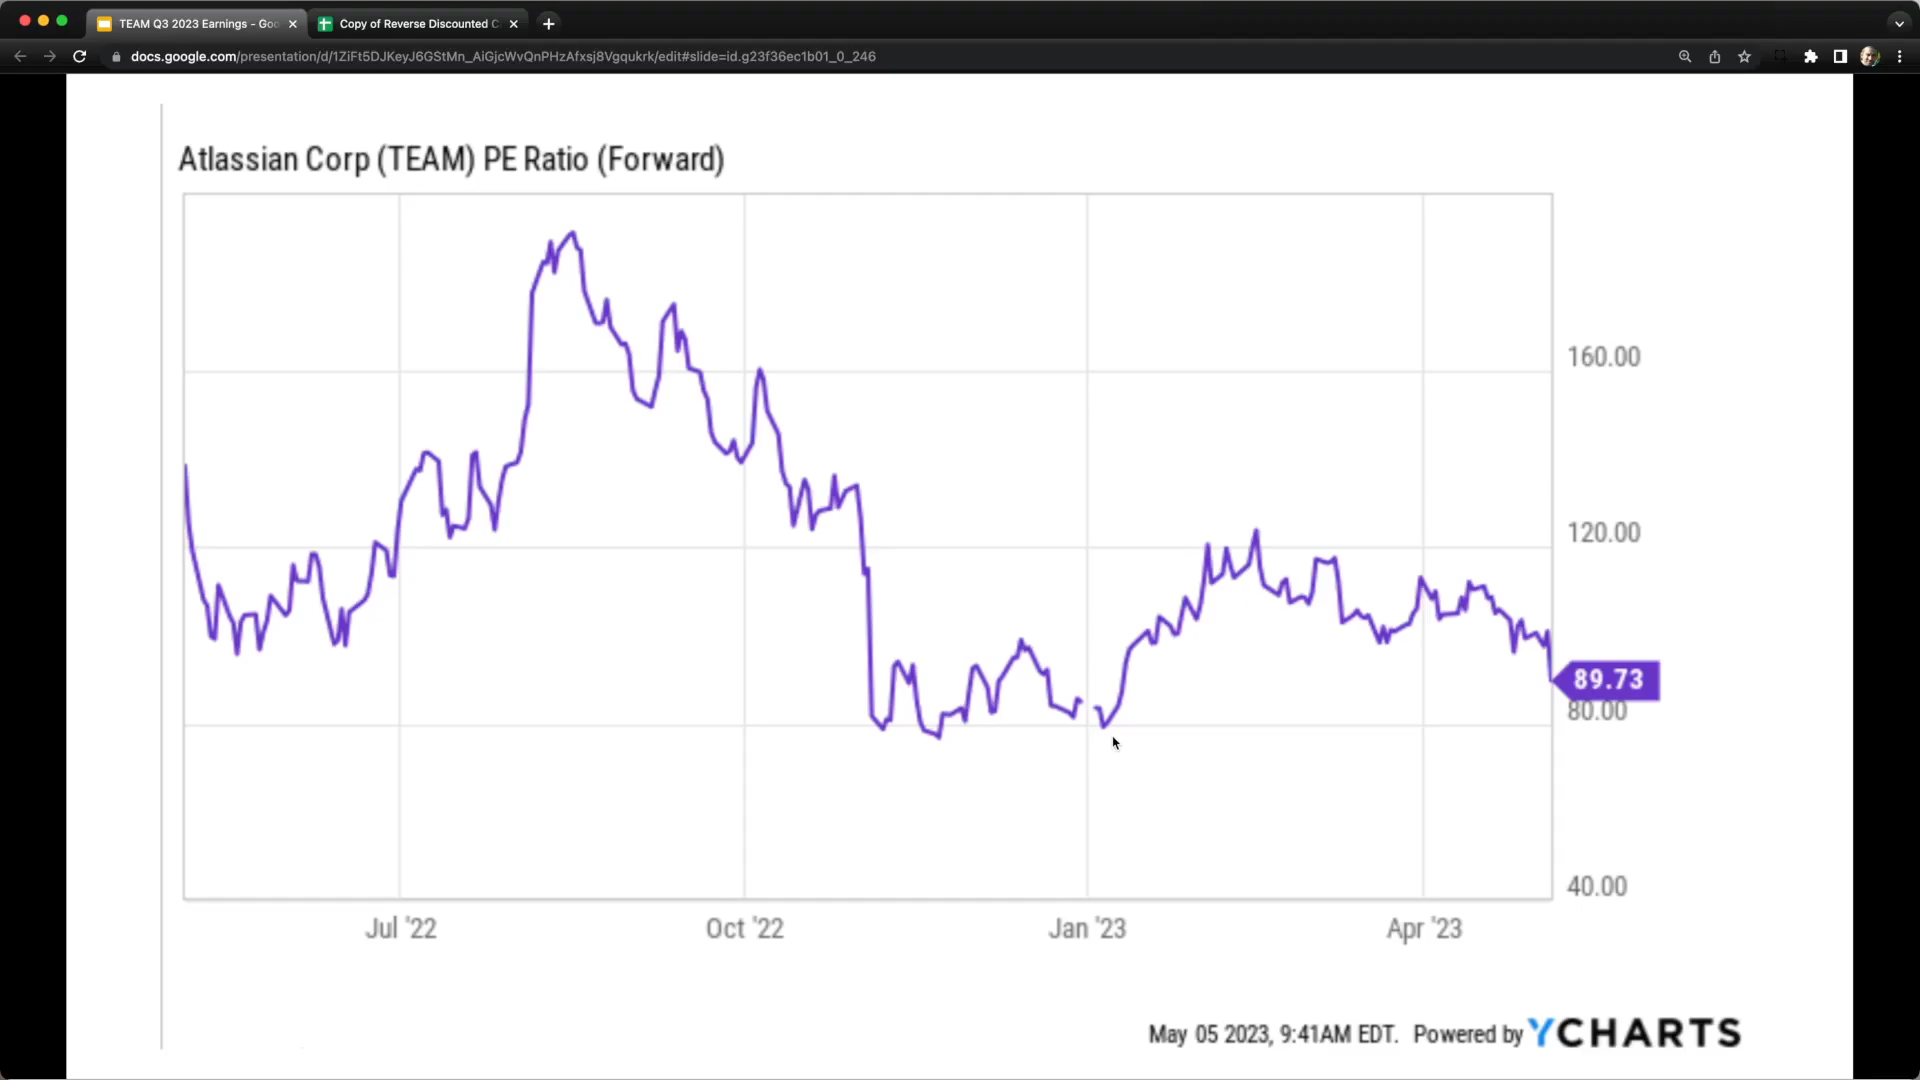 TEAM Q3 2023 Earnings - Goo
Copy of Reverse Discounted C
docs.google.com/presentation/d/1ZiFt5DJKeyJ6GStMn_AiGjcWvQnPHzAfxsj8Vgqukrk/edit#slide=id.g23f36ec1b01_0_246
Atlassian Corp (TEAM) PE Ratio (Forward)
160.00
120.00
89.73
80.00
40.00
Jul '22
Oct '22
Jan '23
Apr '23
May 05 2023, 9:41AM EDT. Powered by YCHARTS